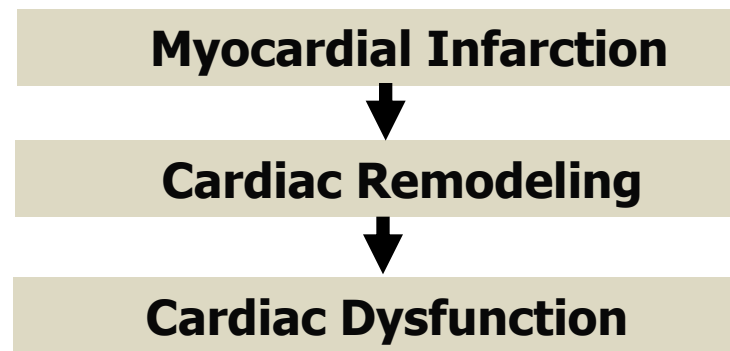 Myocardial Infarction
Cardiac Remodeling
Cardiac Dysfunction